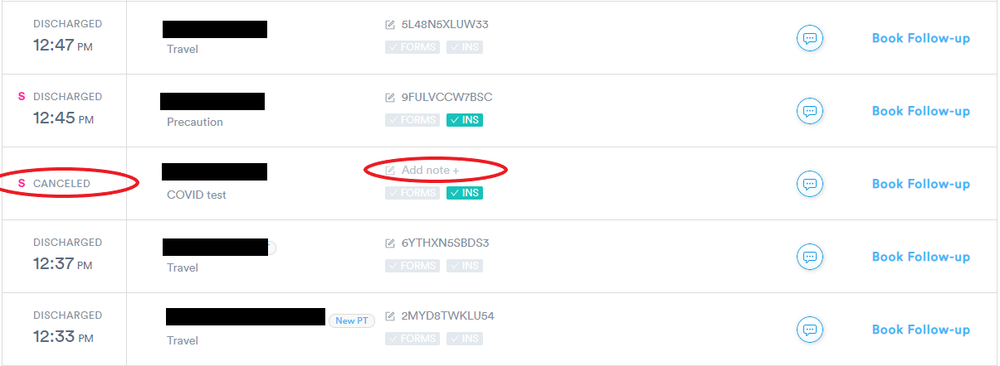 DISCHARGED
12:47 PM
Travel
5L48N5XLUW33
FORMS INS
Book Follow-up
S DISCHARGED
12:45 PM
Precaution
9FULVCCW7BSC
FORMS INS
Book Follow-up
S CANCELED
COVID test
Add note +
FORMS INS
Book Follow-up
DISCHARGED
12:37 PM
Travel
6YTHXN5SBDS3
FORMS INS
Book Follow-up
DISCHARGED
12:33 PM
New PT
Travel
2MYD8TWKLU54
FORMS INS
Book Follow-up